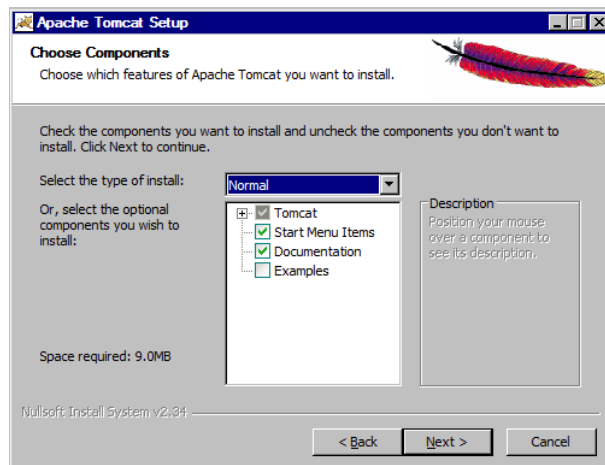 Apache Tomcat Setup
Choose Components
Choose which features of Apache Tomcat you want to install.
Check the components you want to install and uncheck the components you don't want to
install. Click Next to continue.
Select the type of install:
Normal
Or, select the optional
components you wish to
install:
Tomcat
Start Menu Items
Documentation
Examples
Description
Position your mouse
over a component to
see its description.
Space required: 9.0MB
Nullsoft Install System v2.34
< Back
Next >
Cancel